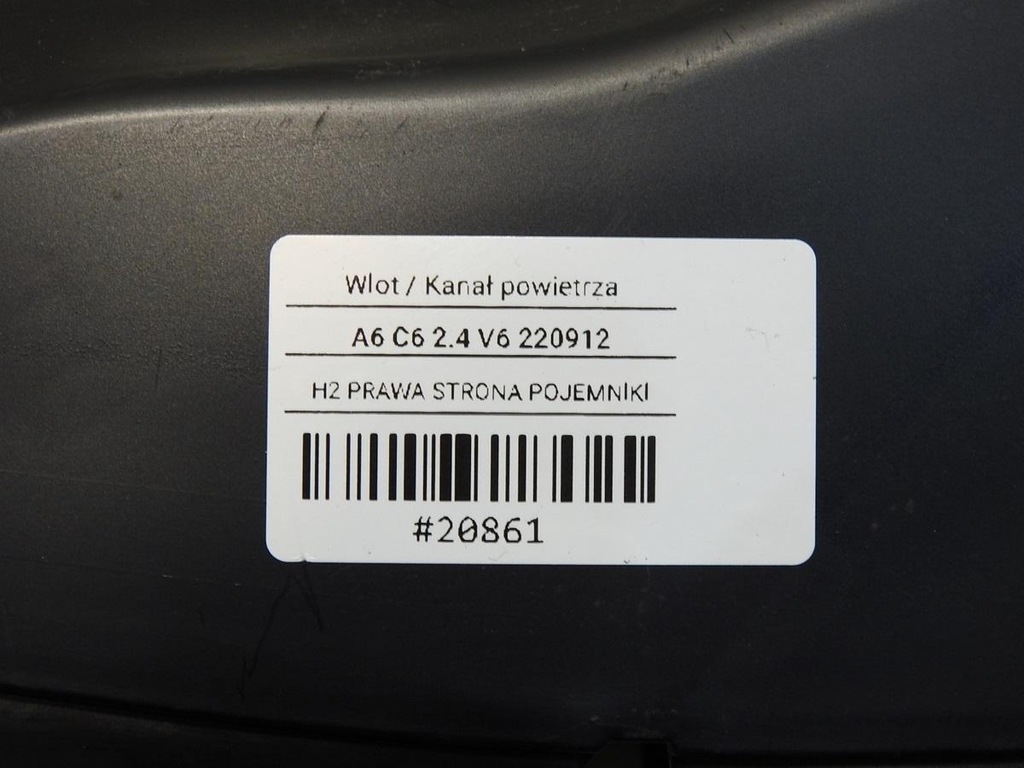 Wlot / Kanał powietrza
A6 C6 2.4 V6 220912
H2 PRAWA STRONA POJEMNIKI
#20861